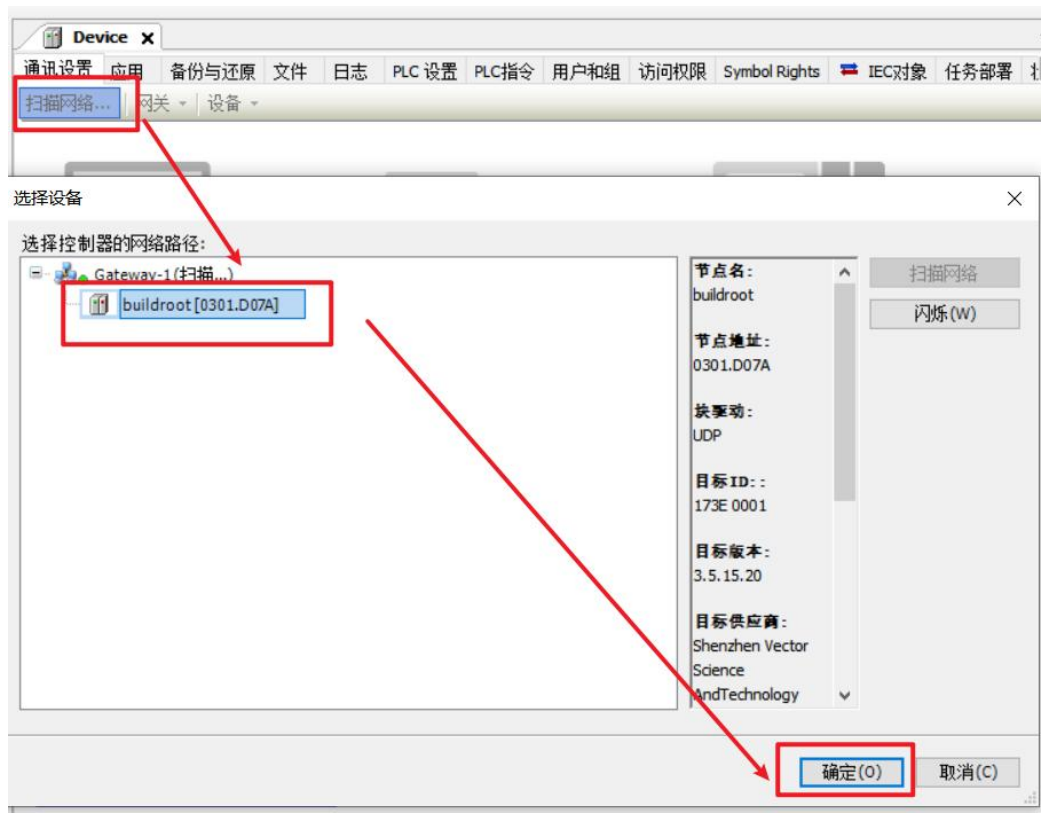 Device
通讯设置 应用 备份与还原 文件 日志 PLC 设置 PLC指令 用户和组 访问权限 Symbol Rights IEC对象 任务部署
扫描网络... 网关 设备
选择设备
选择控制器的网络路径:
Gateway-1(扫描...)
buildroot [0301.D07A]
节点名:
buildroot
节点地址:
0301.D07A
块驱动:
UDP
目标ID::
173E 0001
目标版本:
3.5.15.20
目标供应商:
Shenzhen Vector
Science
AndTechnology
扫描网络
闪烁(W)
确定(O) 取消(C)